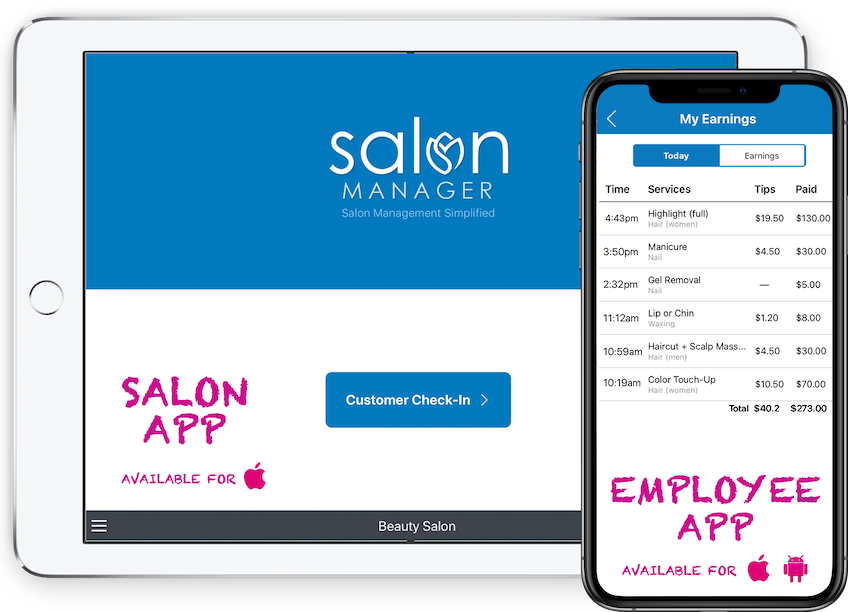 salon
MANAGER
Salon Management Simplified
SALON
APP
AVAILABLE FOR
Customer Check-In
Beauty Salon
My Earnings
Today Earnings
Time Services Tips Paid
4:43pm Highlight (full) $19.50 $130.00
Hair (women)
3:50pm Manicure $4.50 $30.00
Nail
2:32pm Gel Removal — $5.00
Nail
11:12am Lip or Chin $1.20 $8.00
Waxing
10:59am Haircut + Scalp Mass... $4.50 $30.00
Hair (men)
10:19am Color Touch-Up $10.50 $70.00
Hair (women)
Total $40.2 $273.00
EMPLOYEE
APP
AVAILABLE FOR